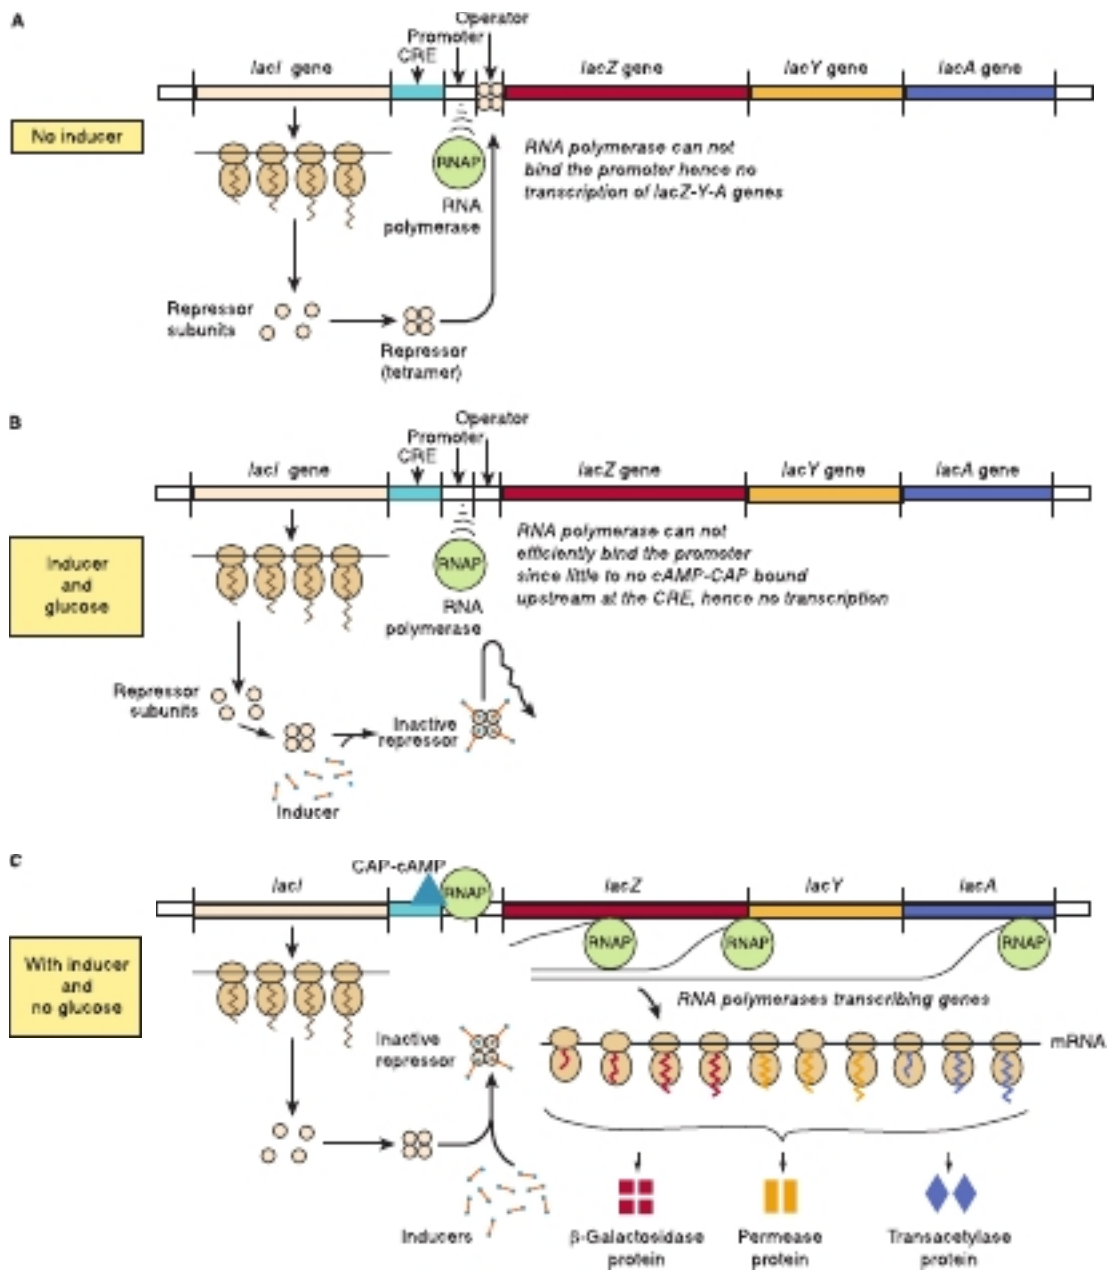 A
Operator
Promoter
CRE
lacI gene
lacZ gene
lacY gene
lacA gene
No inducer
RNAP
RNA polymerase can not
bind the promoter hence no
transcription of lacZ-Y-A genes
RNA
polymerase
Repressor
subunits
Repressor
(tetramer)
B
Operator
Promoter
CRE
lacI gene
lacZ gene
lacY gene
lacA gene
Inducer
and
glucose
RNAP
RNA polymerase can not
efficiently bind the promoter
since little to no cAMP-CAP bound
upstream at the CRE, hence no transcription
RNA
polymerase
Repressor
subunits
Inactive
repressor
Inducer
C
CAP-cAMP
RNAP
lacI
lacZ
lacY
lacA
RNAP
RNAP
RNAP
With inducer
and
no glucose
RNA polymerases transcribing genes
mRNA
Inactive
repressor
Inducers
β-Galactosidase
protein
Permease
protein
Transacetylase
protein